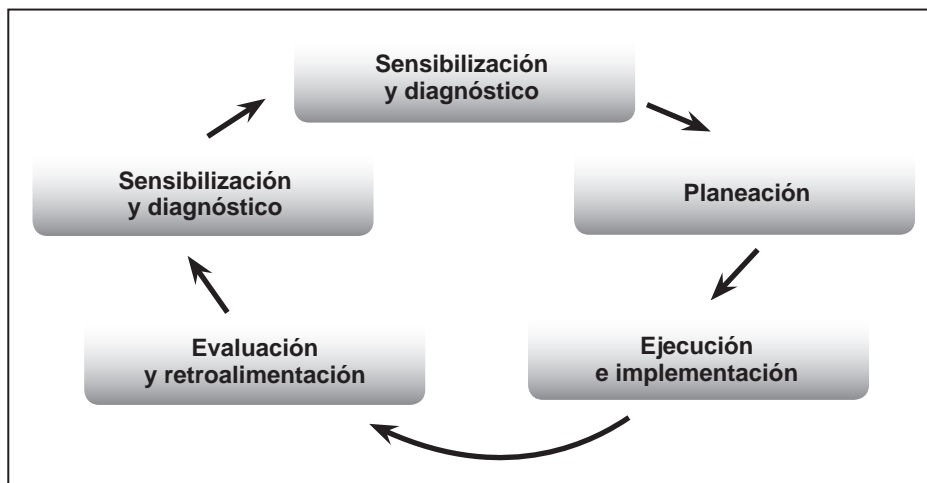 Sensibilización
y diagnóstico
Planeación
Ejecución
e implementación
Evaluación
y retroalimentación
Sensibilización
y diagnóstico